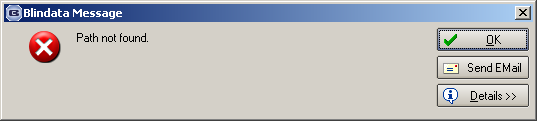 Blindata Message
Path not found.
OK
Send EMail
Details >>